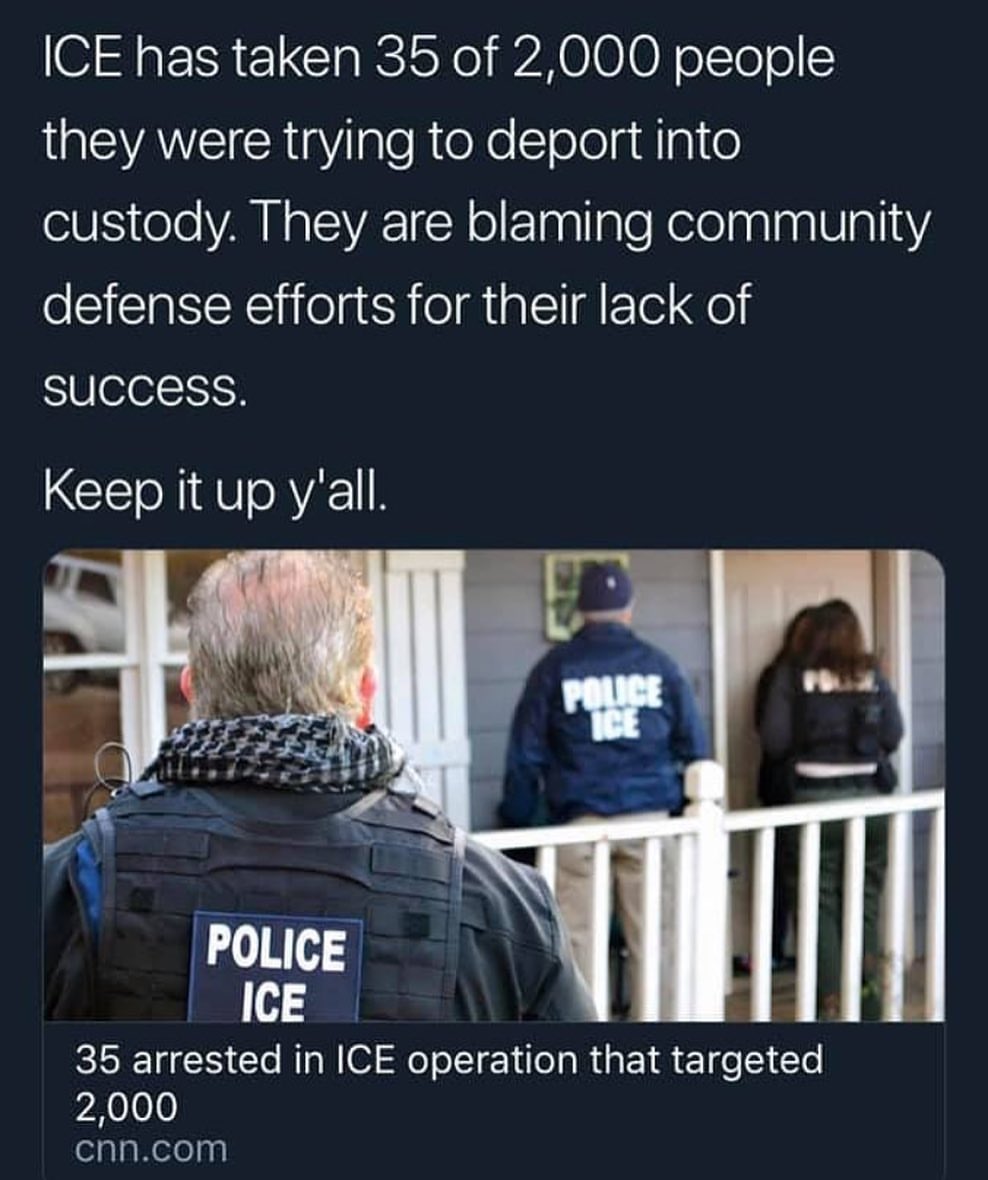 ICE has taken 35 of 2,000 people
they were trying to deport into
custody. They are blaming community
defense efforts for their lack of
success.
Keep it up y'all.
POLICE
ICE
POLICE
POLICE
ICE
35 arrested in ICE operation that targeted
2,000
cnn.com